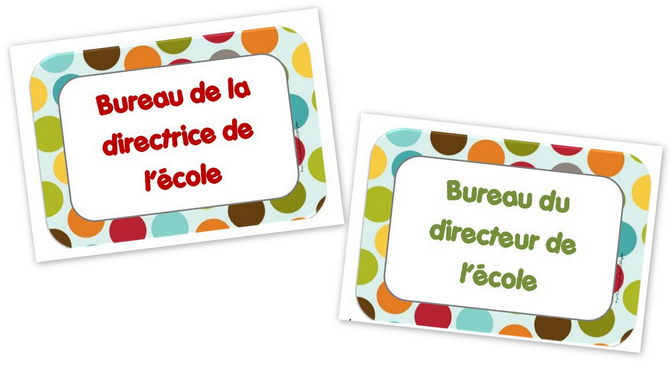 Bureau de la
directrice de
l'école
Bureau du
directeur de
l'école